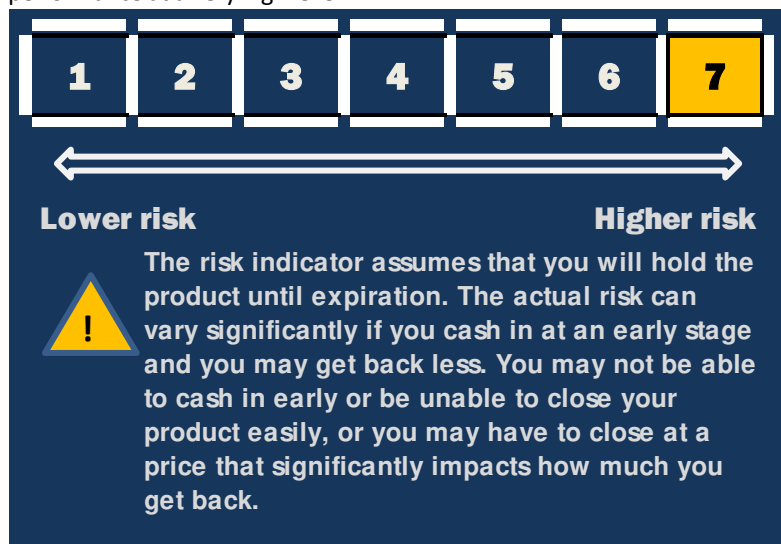 1 2 3 4 5 6 7
Lower risk Higher risk
The risk indicator assumes that you will hold the
product until expiration. The actual risk can
! vary significantly if you cash in at an early stage
and you may get back less. You may not be able
to cash in early or be unable to close your
product easily, or you may have to close at a
price that significantly impacts how much you
get back.